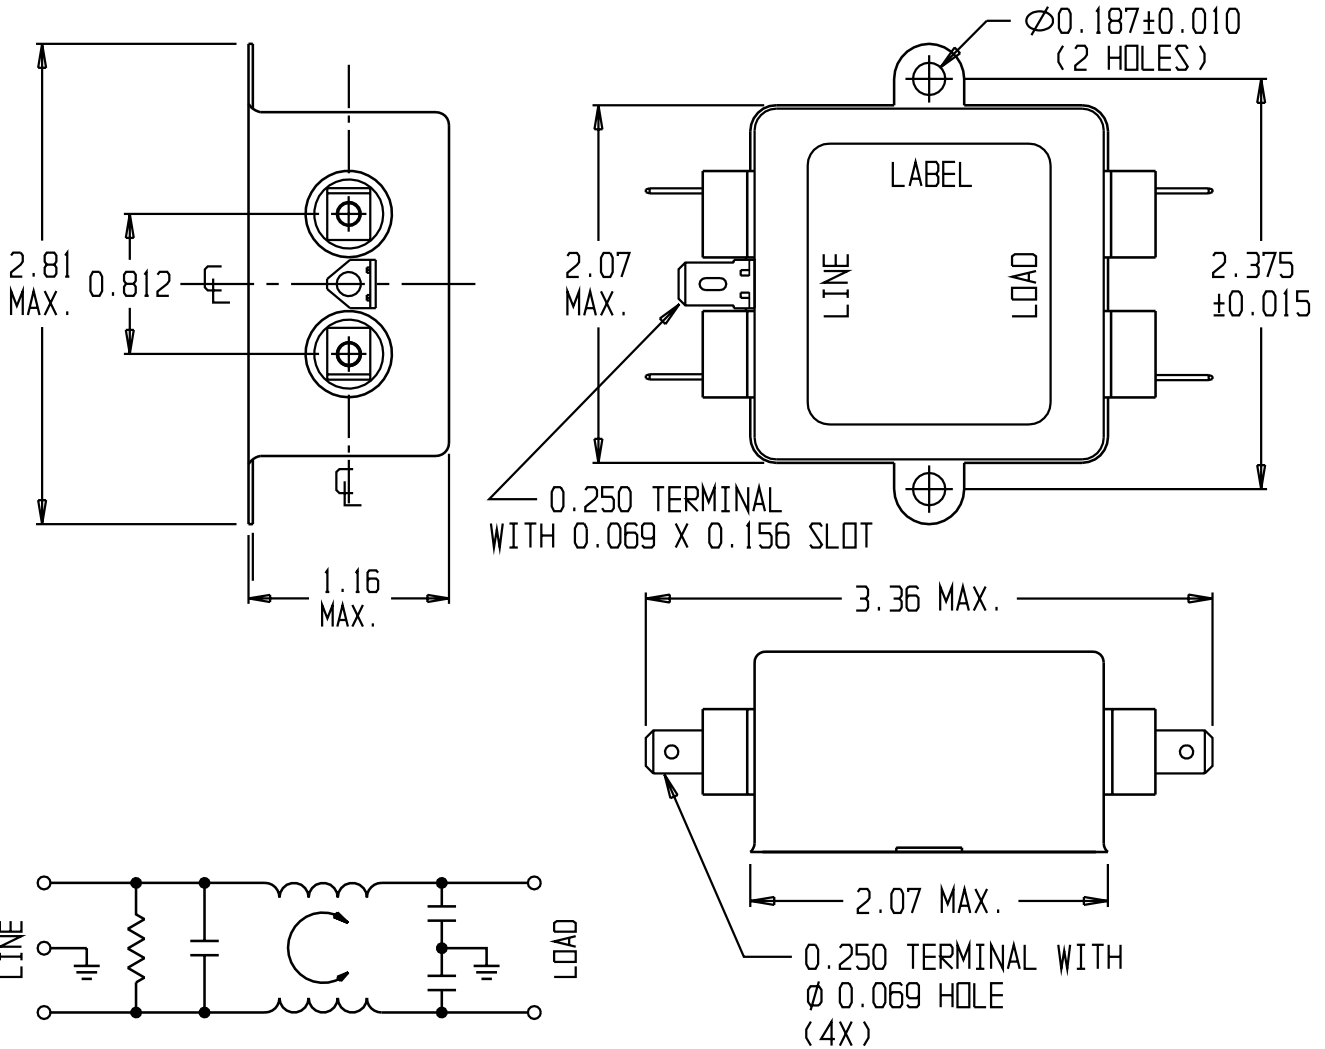 Ø0.187±0.010
(2 HOLES)
LABEL
LINE
LOAD
2.81
MAX.
0.812
2.07
MAX.
2.375
±0.015
0.250 TERMINAL
WITH 0.069 X 0.156 SLOT
1.16
MAX.
3.36 MAX.
2.07 MAX.
0.250 TERMINAL WITH
Ø 0.069 HOLE
(4X)
LINE
LOAD